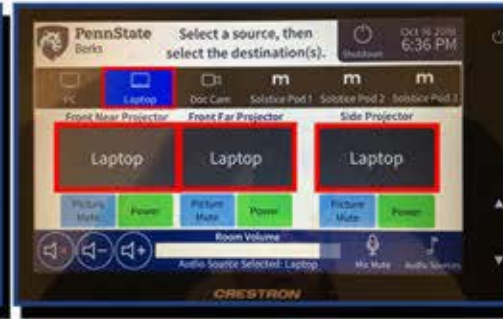 PennState
Berks
Select a source, then
select the destination(s).
Shutdown
Oct 16 2018
6:36 PM
PC
Laptop
Doc Cam
Solstice Pod 1
Solstice Pod 2
Solstice Pod 3
Front Near Projector
Front Far Projector
Side Projector
Laptop
Laptop
Laptop
Picture
Mute
Power
Picture
Mute
Power
Picture
Mute
Power
Room Volume
Audio Source Selected: Laptop
Mic Mute
Audio Sources
CRESTRON